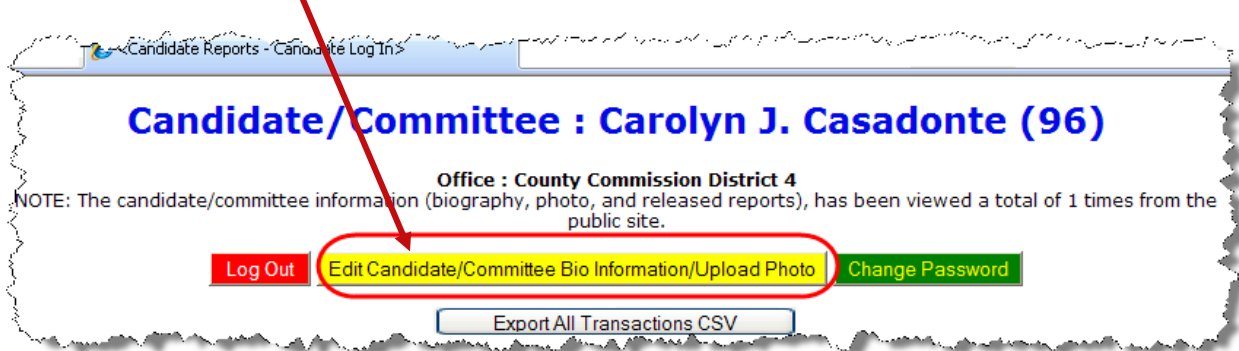 <Candidate Reports - Candidate Log In>
Candidate/Committee : Carolyn J. Casadonte (96)
Office : County Commission District 4
NOTE: The candidate/committee information (biography, photo, and released reports), has been viewed a total of 1 times from the
public site.
Log Out Edit Candidate/Committee Bio Information/Upload Photo Change Password
Export All Transactions CSV